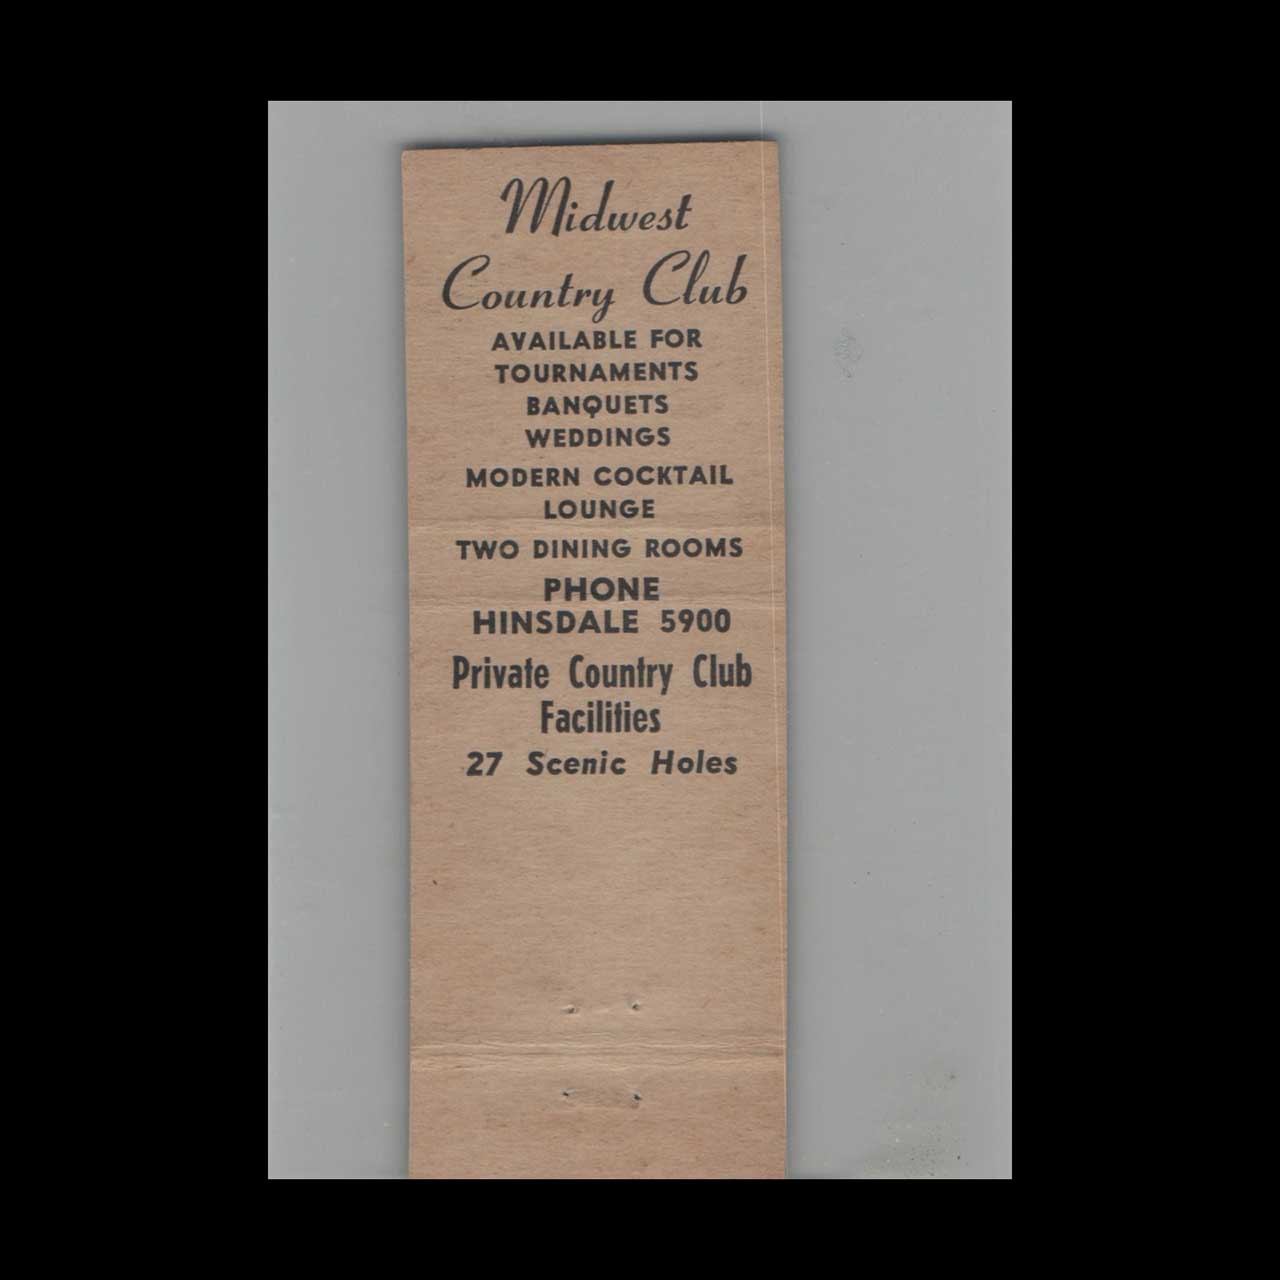 Midwest
Country Club
AVAILABLE FOR
TOURNAMENTS
BANQUETS
WEDDINGS
MODERN COCKTAIL
LOUNGE
TWO DINING ROOMS
PHONE
HINSDALE 5900
Private Country Club
Facilities
27 Scenic Holes